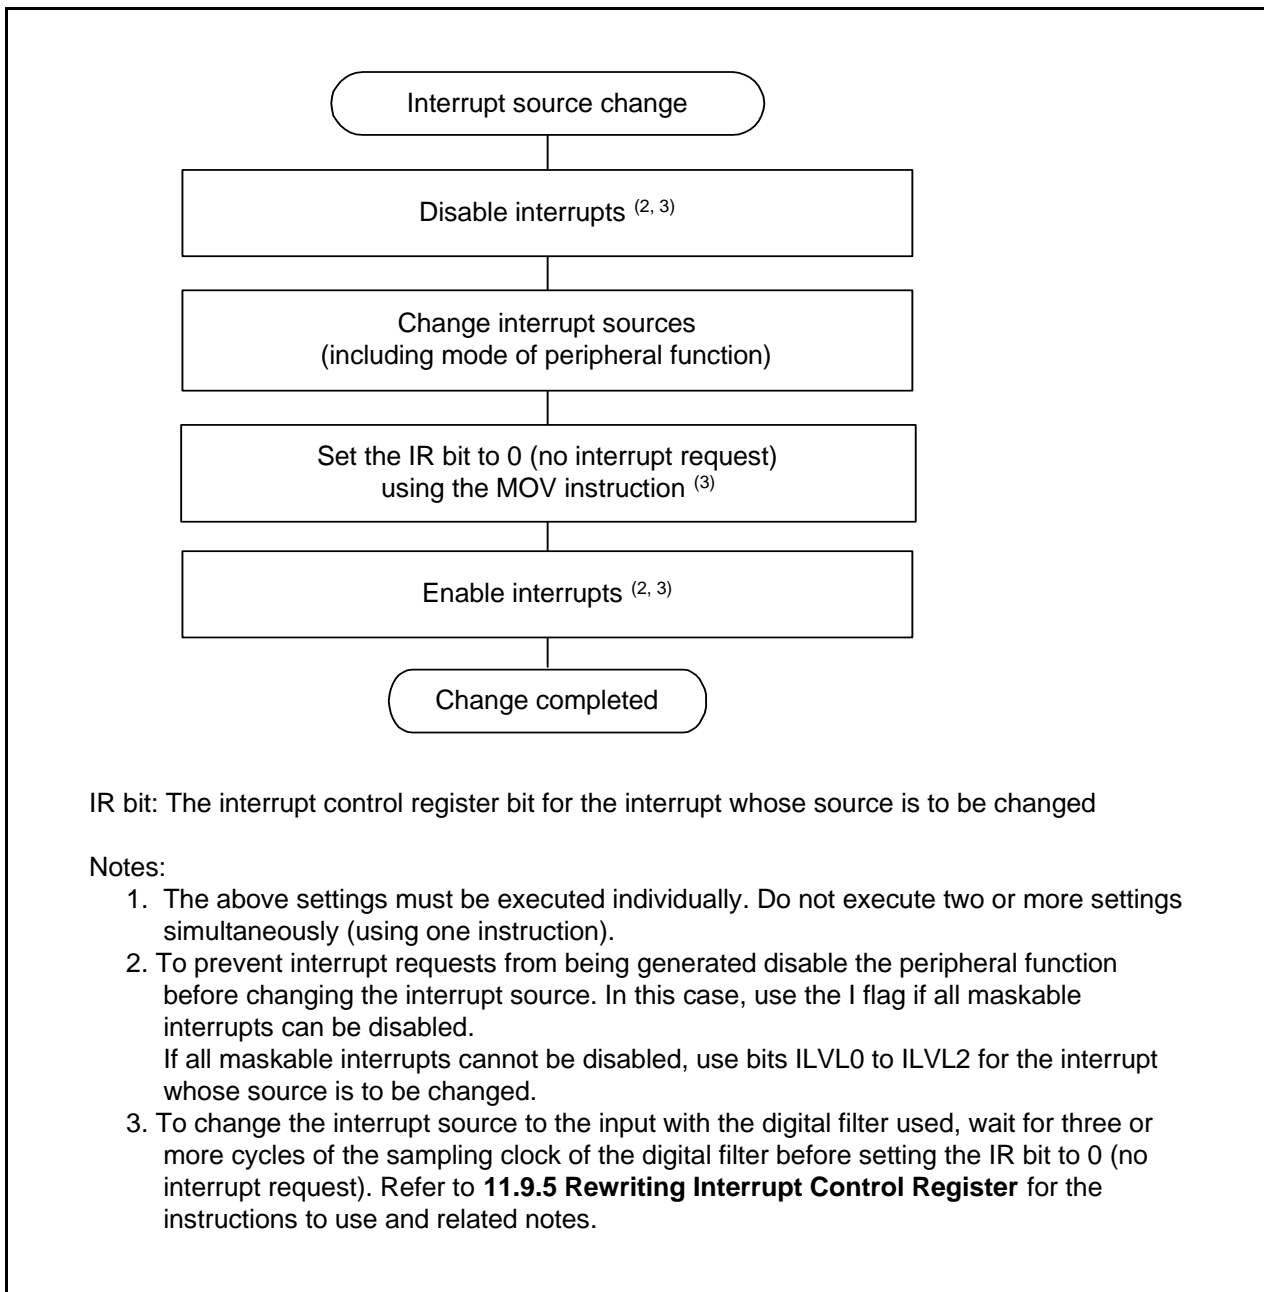 Interrupt source change
Disable interrupts (2, 3)
Change interrupt sources
(including mode of peripheral function)
Set the IR bit to 0 (no interrupt request)
using the MOV instruction (3)
Enable interrupts (2, 3)
Change completed
IR bit: The interrupt control register bit for the interrupt whose source is to be changed
Notes:
1. The above settings must be executed individually. Do not execute two or more settings
simultaneously (using one instruction).
2. To prevent interrupt requests from being generated disable the peripheral function
before changing the interrupt source. In this case, use the I flag if all maskable
interrupts can be disabled.
If all maskable interrupts cannot be disabled, use bits ILVL0 to ILVL2 for the interrupt
whose source is to be changed.
3. To change the interrupt source to the input with the digital filter used, wait for three or
more cycles of the sampling clock of the digital filter before setting the IR bit to 0 (no
interrupt request). Refer to 11.9.5 Rewriting Interrupt Control Register for the
instructions to use and related notes.